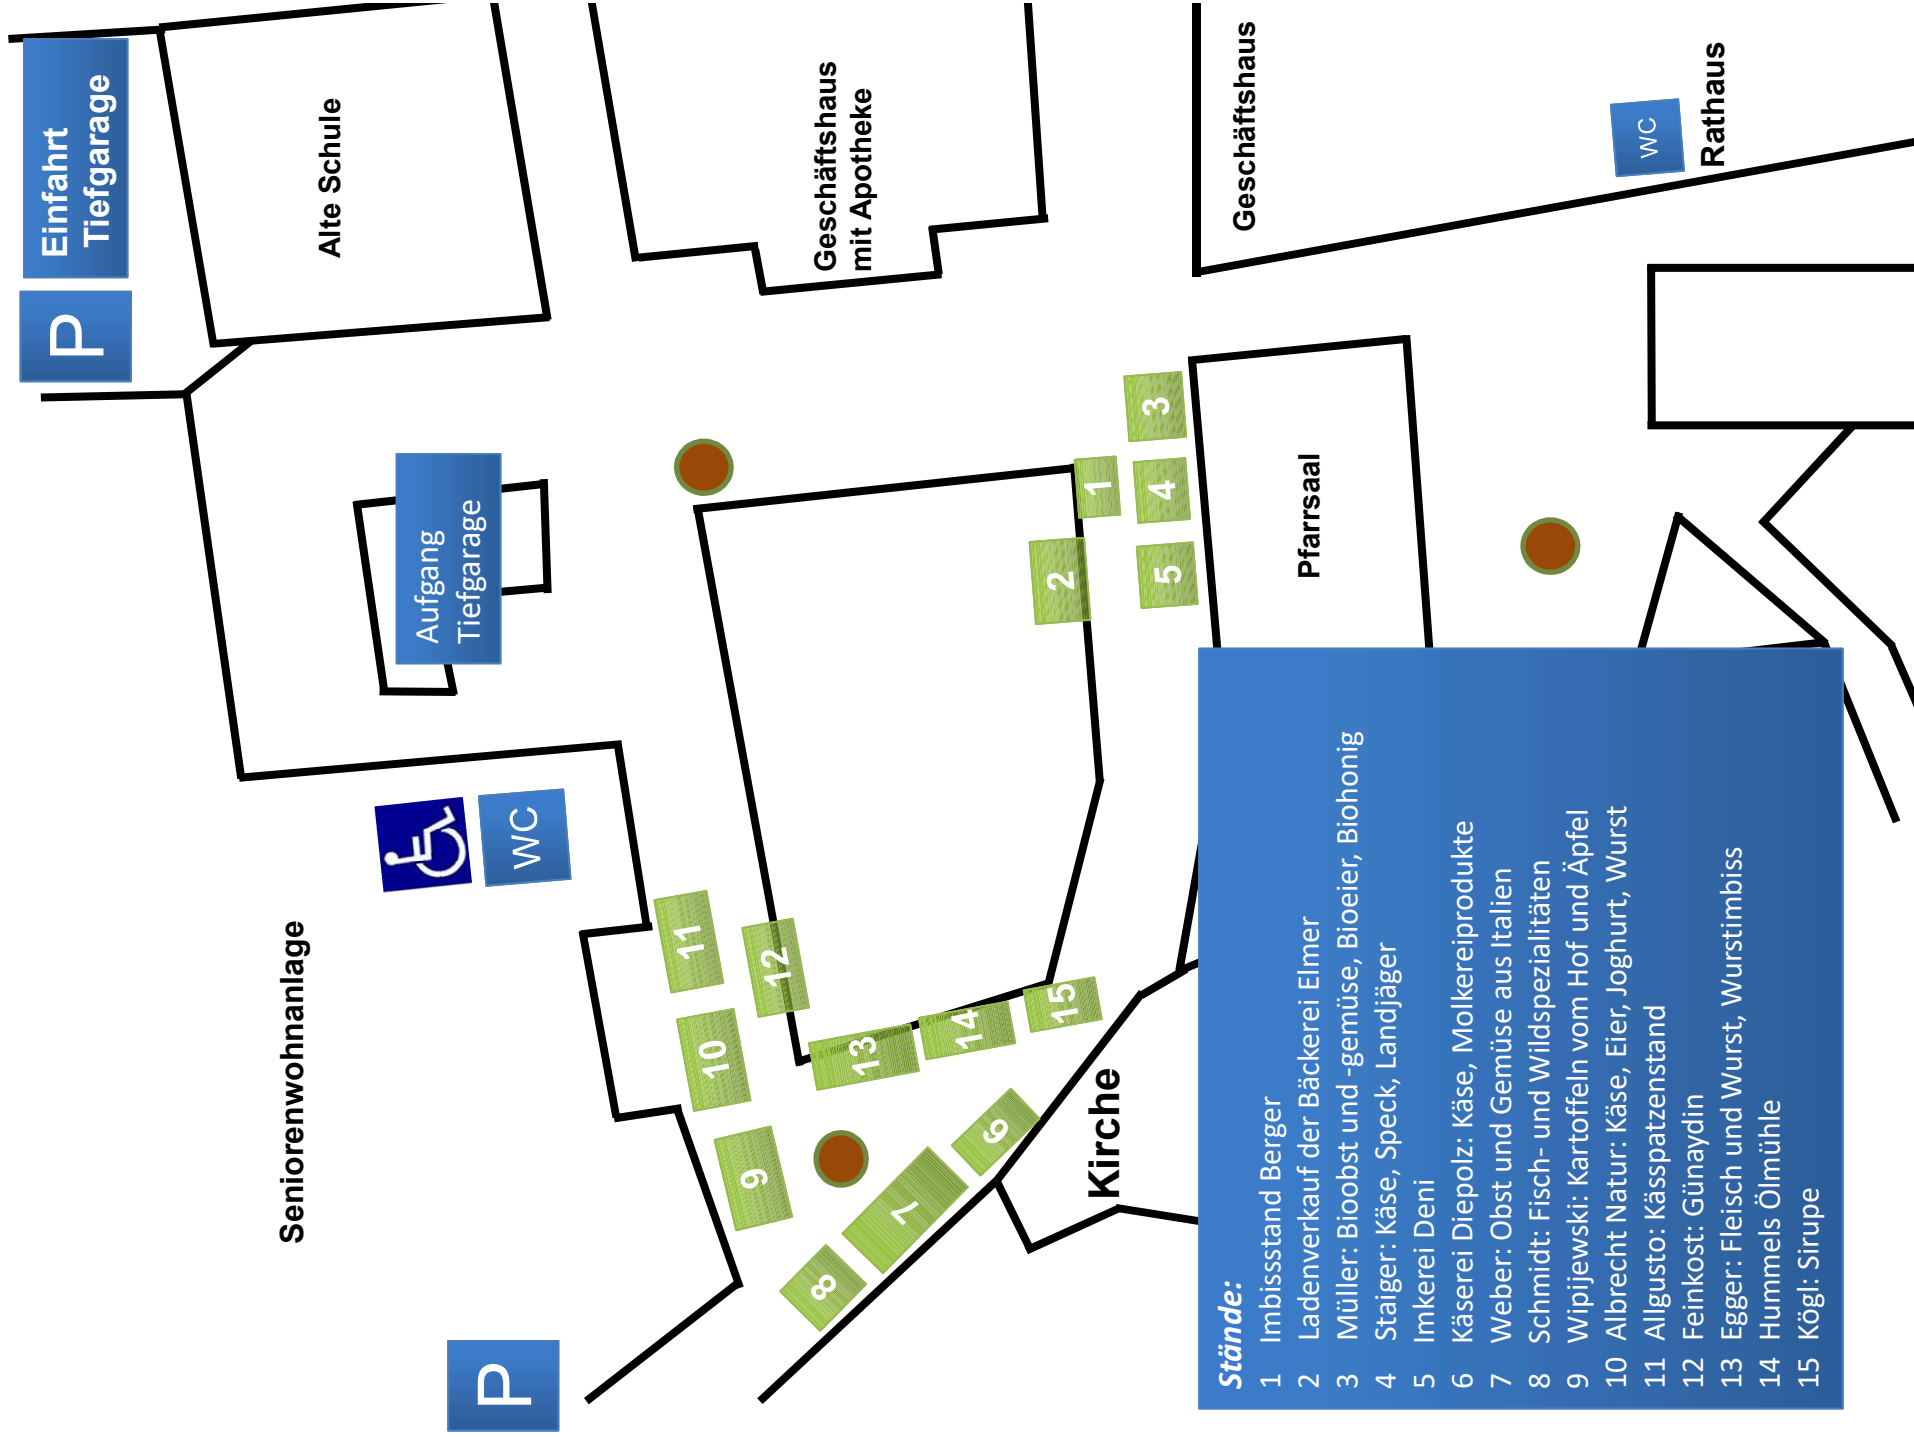 Einfahrt
Tiefgarage
P
Alte Schule
Geschäftshaus
mit Apotheke
Geschäftshaus
WC
Rathaus
Aufgang
Tiefgarage
Pfarrsaal
3
1
4
2
5
WC
Seniorenwohnanlage
11
12
10
13
14
15
9
6
7
8
Kirche
P
Stände:
1 Imbissstand Berger
2 Ladenverkauf der Bäckerei Elmer
3 Müller: Bioobst und -gemüse, Bioeier, Biohonig
4 Staiger: Käse, Speck, Landjäger
5 Imkerei Deni
6 Käserei Diepolz: Käse, Molkereiprodukte
7 Weber: Obst und Gemüse aus Italien
8 Schmidt: Fisch- und Wildspezialitäten
9 Wipijewski: Kartoffeln vom Hof und Äpfel
10 Albrecht Natur: Käse, Eier, Joghurt, Wurst
11 Allgusto: Kässpatzenstand
12 Feinkost: Günaydin
13 Egger: Fleisch und Wurst, Wurstimbiss
14 Hummels Ölmühle
15 Kögl: Sirupe